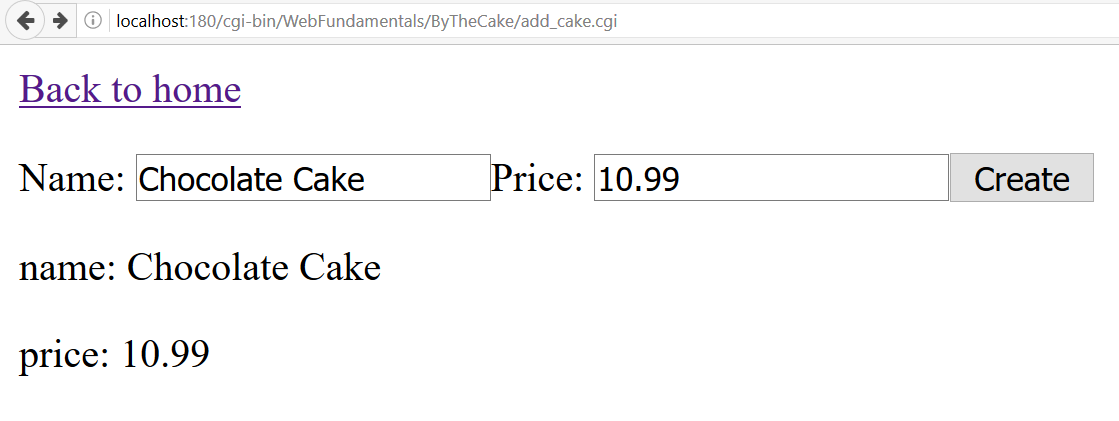 localhost:180/cgi-bin/WebFundamentals/ByTheCake/add_cake.cgi
Back to home
Name: Chocolate Cake Price: 10.99 Create
name: Chocolate Cake
price: 10.99